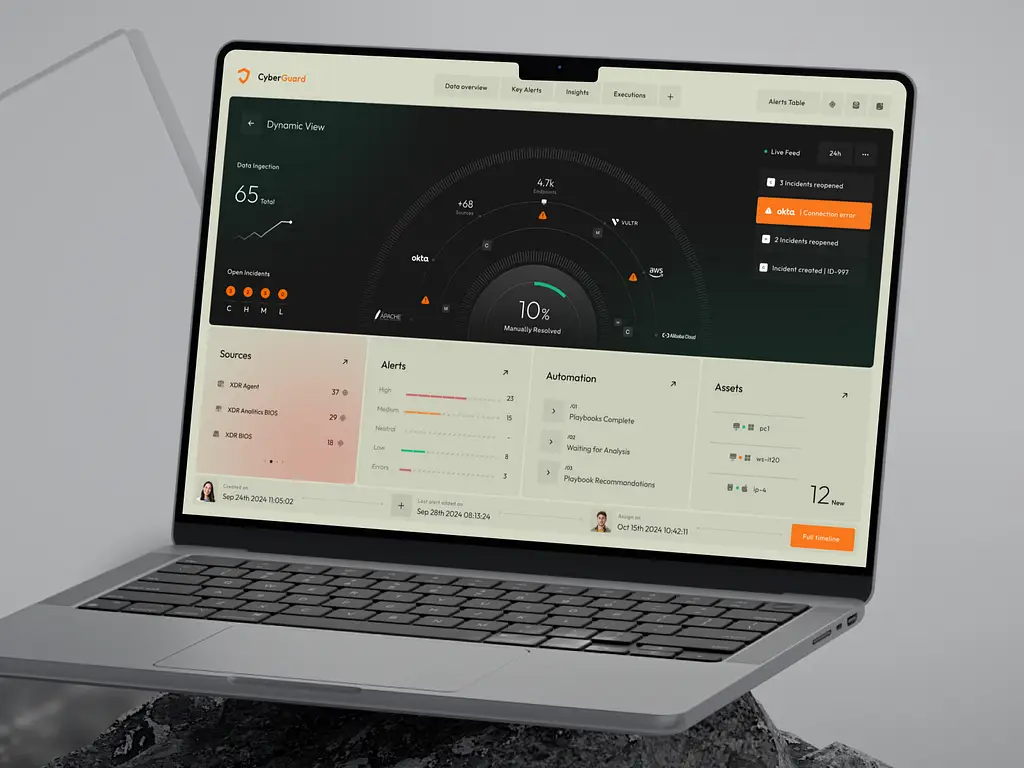 CyberGuard
Data overview
Key Alerts
Insights
Executions
+
Alerts Table
Dynamic View
Data Ingestion
65 Total
Open Incidents
C H M L
+68
Sources
4.7k
Endpoints
okta
VULTR
aws
APACHE
Alibaba Cloud
C
M
M
C
10%
Manually Resolved
Live Feed
24h
3 Incidents reopened
okta | Connection error
2 Incidents reopened
Incident created | ID-997
Sources
XDR Agent 37
XDR Analitics BIOS 29
XDR BIOS 18
Alerts
High 23
Medium 15
Neutral -
Low 8
Errors 3
Automation
/01
Playbooks Complete
/02
Waiting for Analysis
/03
Playbook Recommandations
Assets
pc1
ws-it20
ip-4
12 New
Created on
Sep 24th 2024 11:05:02
+
Last alert added on
Sep 28th 2024 08:13:24
Assign on
Oct 15th 2024 10:42:11
Full timeline